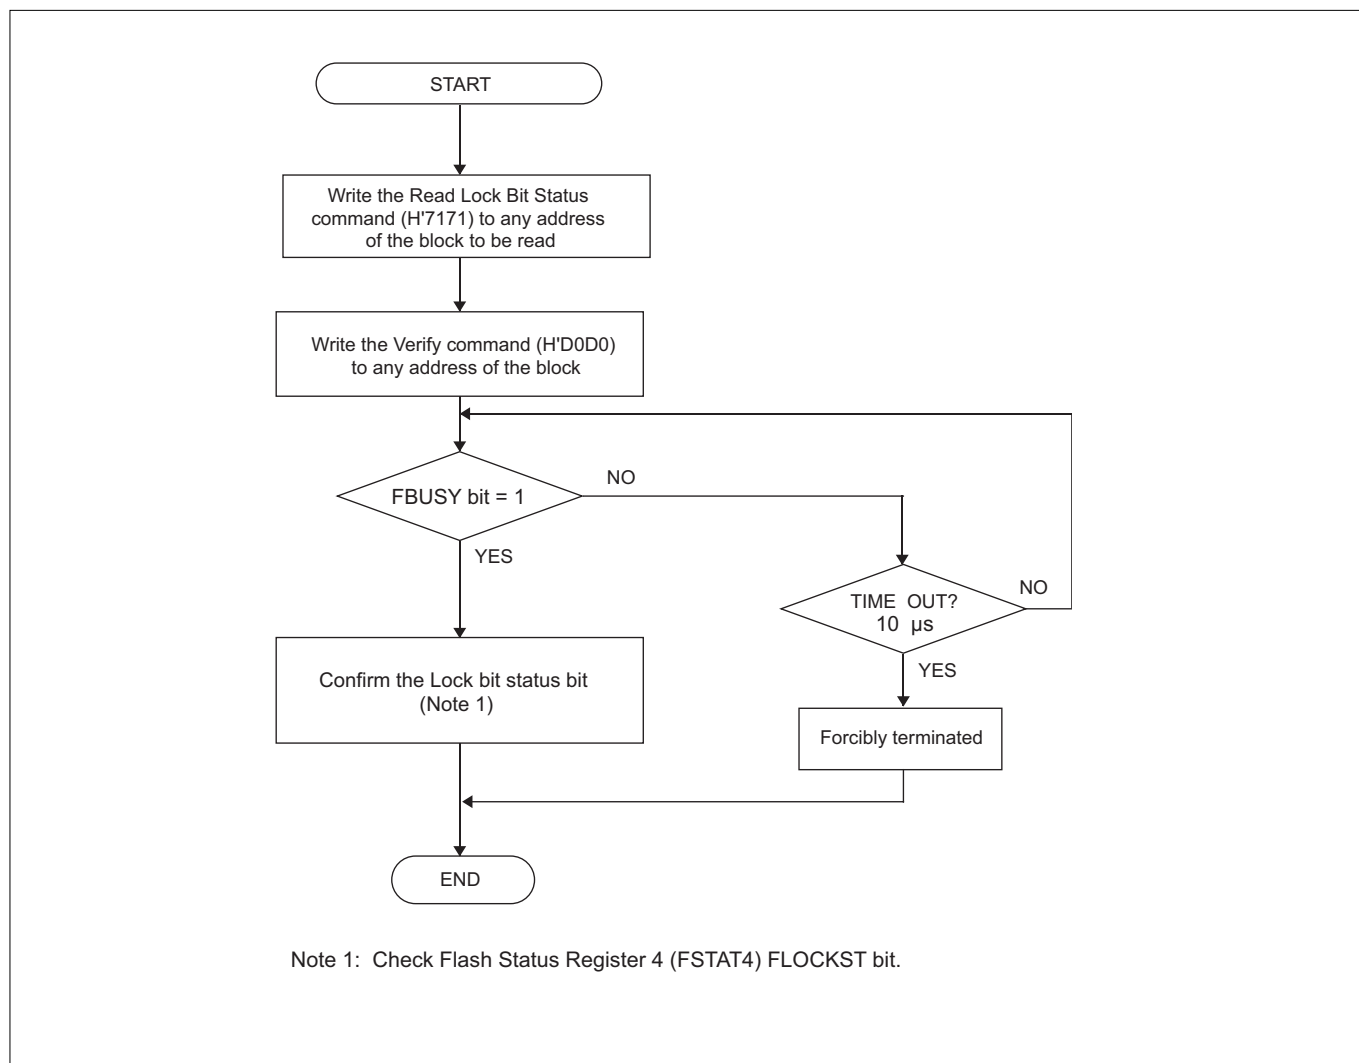 START
Write the Read Lock Bit Status
command (H'7171) to any address
of the block to be read
Write the Verify command (H'D0D0)
to any address of the block
FBUSY bit = 1
NO
YES
TIME OUT?
10 µs
NO
YES
Confirm the Lock bit status bit
(Note 1)
Forcibly terminated
END
Note 1: Check Flash Status Register 4 (FSTAT4) FLOCKST bit.